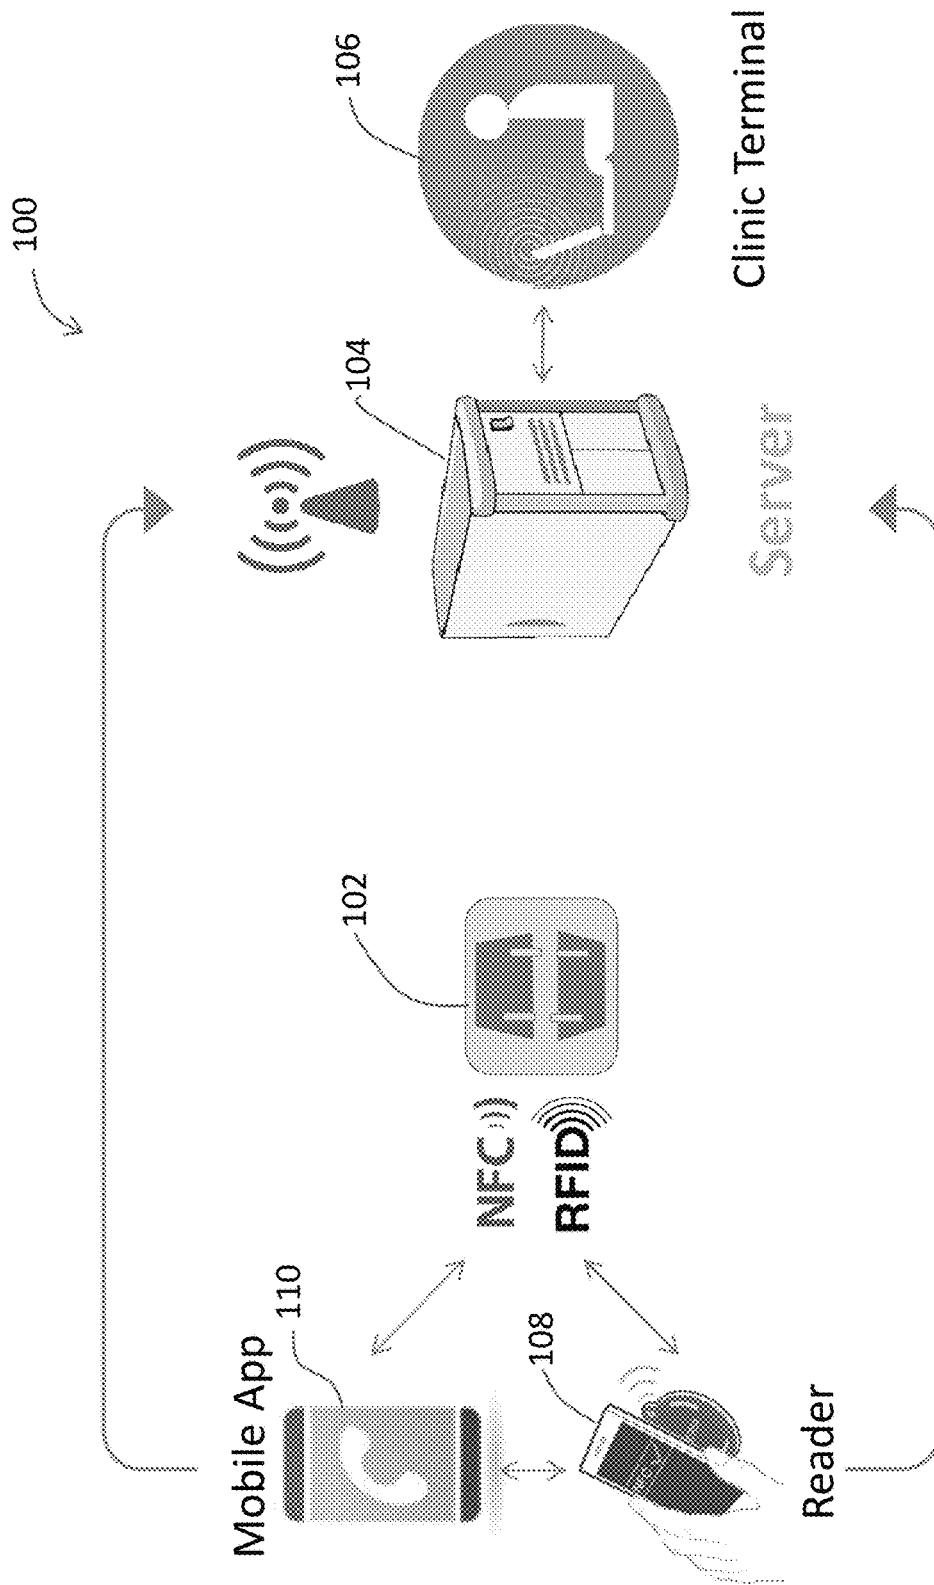 100
Mobile App
110
NFC
RFID
102
104
106
108
Reader
Server
Clinic Terminal